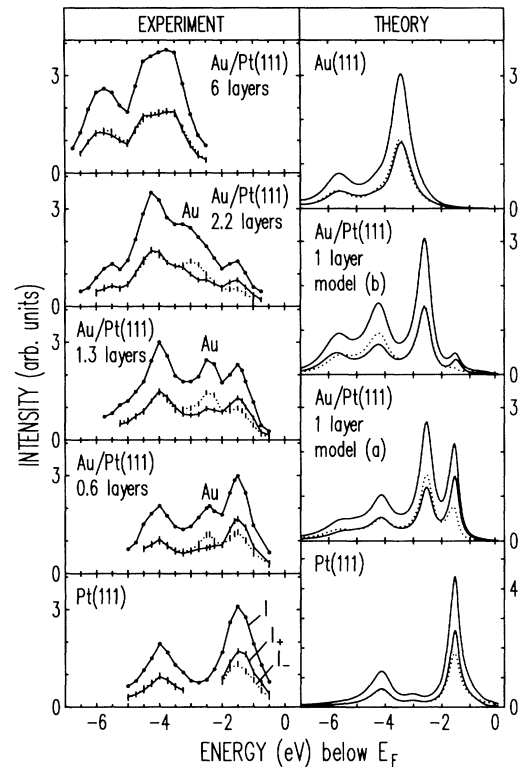 EXPERIMENT
THEORY
INTENSITY (arb. units)
3
0
Au/Pt(111)
6 layers
3
0
Au/Pt(111)
2.2 layers
Au
3
0
Au/Pt(111)
1.3 layers
Au
3
0
Au/Pt(111)
0.6 layers
Au
3
0
Pt(111)
I
I+
I-
-6
-4
-2
0
Au(111)
3
0
Au/Pt(111)
1 layer
model (b)
3
0
Au/Pt(111)
1 layer
model (a)
3
0
Pt(111)
4
0
-6
-4
-2
0
ENERGY (eV) below EF